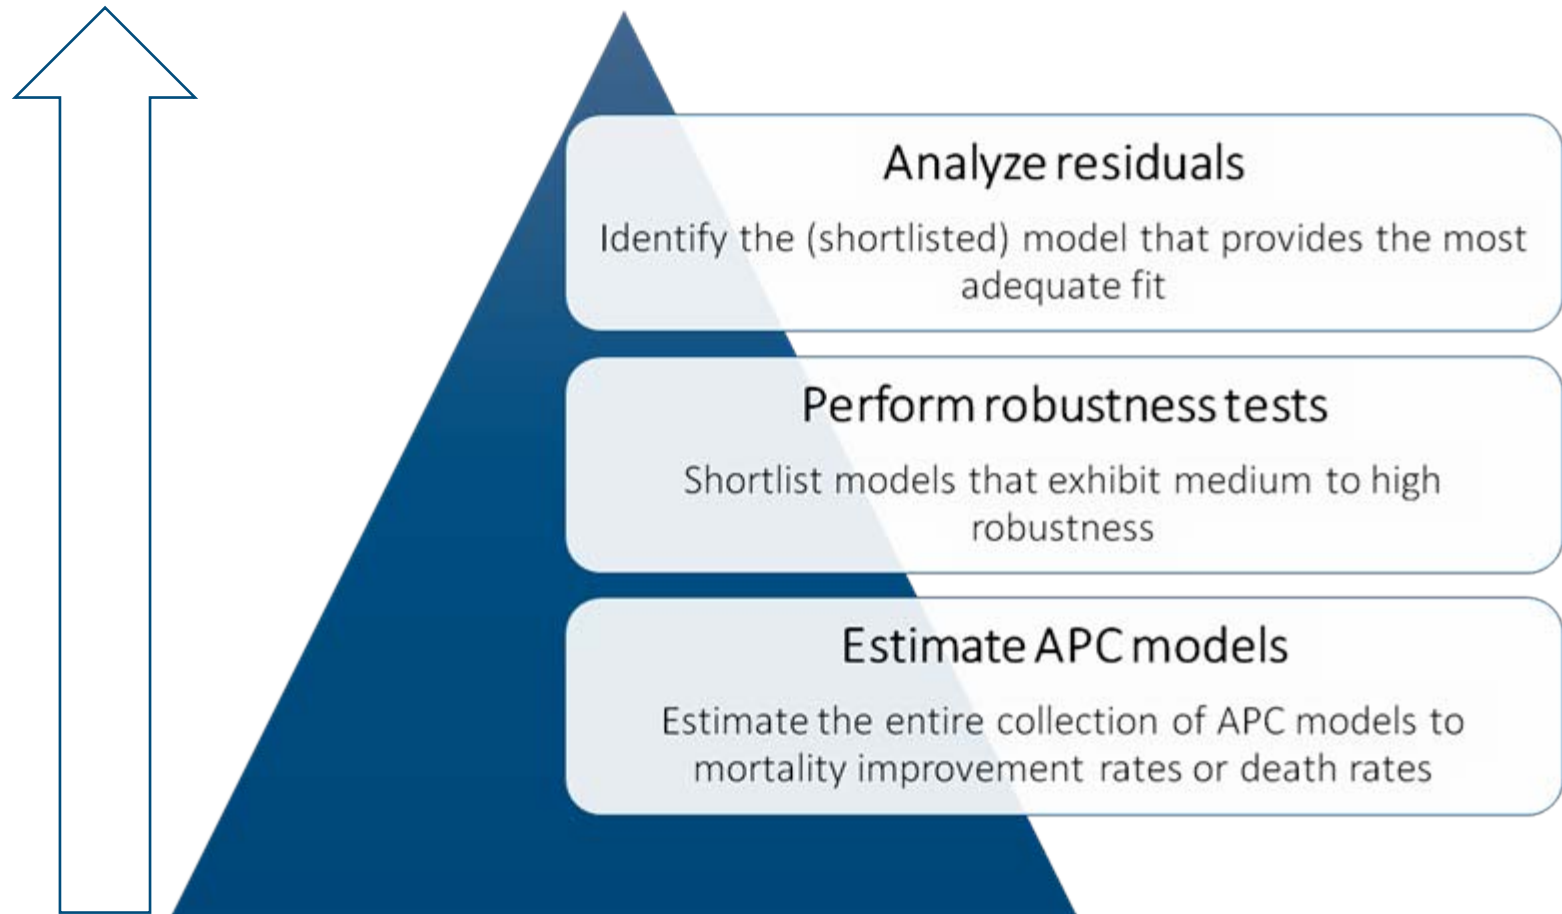 Analyze residuals
Identify the (shortlisted) model that provides the most
adequate fit
Perform robustness tests
Shortlist models that exhibit medium to high
robustness
Estimate APC models
Estimate the entire collection of APC models to
mortality improvement rates or death rates